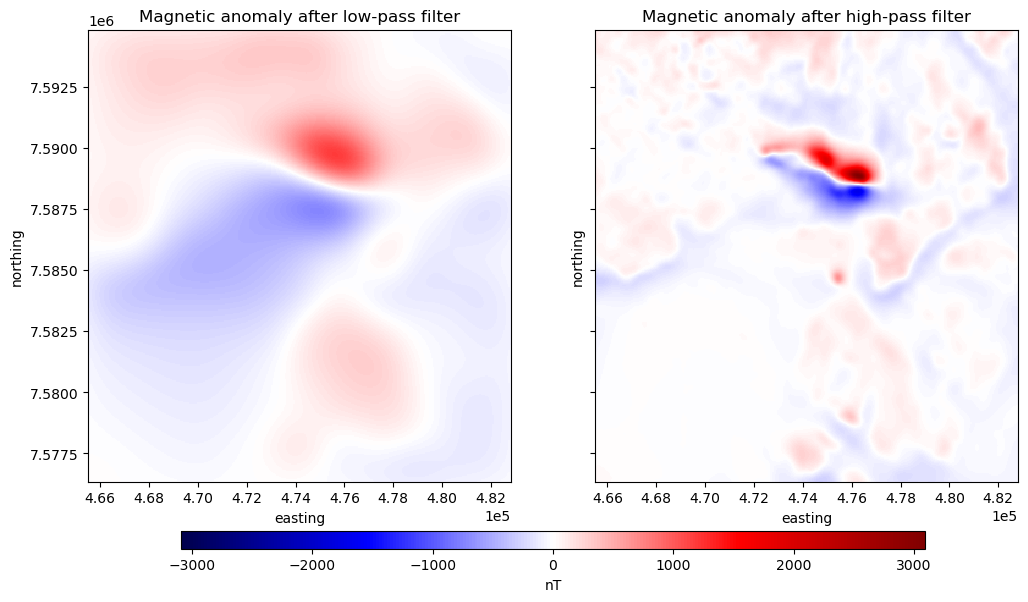 Magnetic anomaly after low-pass filter
Magnetic anomaly after high-pass filter
1e6
7.5925
7.5900
7.5875
7.5850
7.5825
7.5800
7.5775
northing
northing
4.66 4.68 4.70 4.72 4.74 4.76 4.78 4.80 4.82
4.66 4.68 4.70 4.72 4.74 4.76 4.78 4.80 4.82
easting
1e5
easting
1e5
−3000 −2000 −1000 0 1000 2000 3000
nT